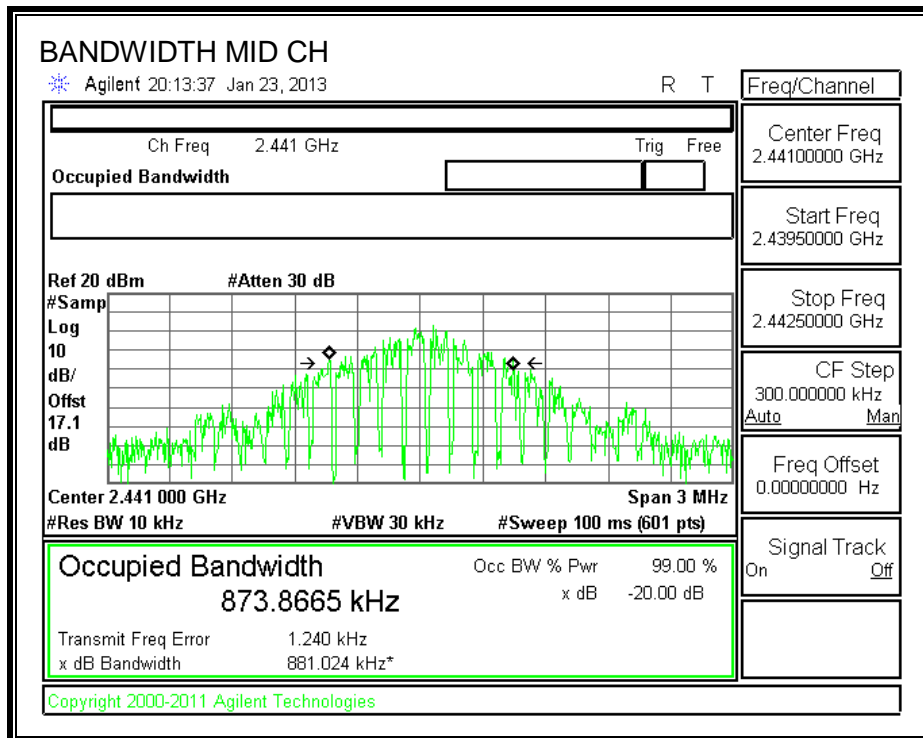 BANDWIDTH MID CH
Agilent 20:13:37 Jan 23, 2013 R T
Ch Freq 2.441 GHz Trig Free
Occupied Bandwidth
Ref 20 dBm #Atten 30 dB
#Samp
Log
10
dB/
Offst
17.1
dB
Center 2.441 000 GHz Span 3 MHz
#Res BW 10 kHz #VBW 30 kHz #Sweep 100 ms (601 pts)
Occupied Bandwidth
873.8665 kHz
Occ BW % Pwr 99.00 %
x dB -20.00 dB
Transmit Freq Error 1.240 kHz
x dB Bandwidth 881.024 kHz*
Copyright 2000-2011 Agilent Technologies
Freq/Channel
Center Freq
2.44100000 GHz
Start Freq
2.43950000 GHz
Stop Freq
2.44250000 GHz
CF Step
300.000000 kHz
Auto Man
Freq Offset
0.00000000 Hz
Signal Track
On Off